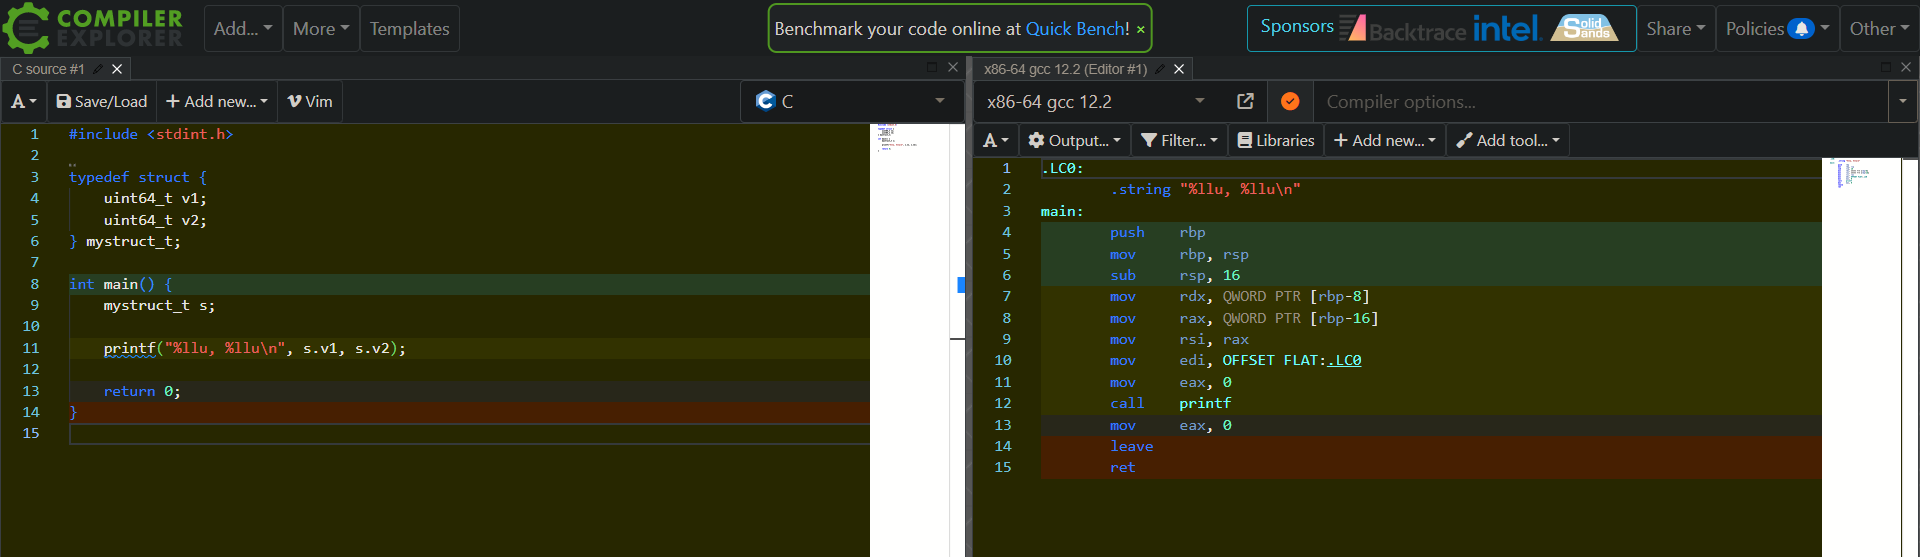 COMPILER
EXPLORER
Add...
More
Templates
Benchmark your code online at Quick Bench! ×
Sponsors
Backtrace
intel.
Solid
Sands
Share
Policies
Other
C source #1
A
Save/Load
+ Add new...
Vim
C
1 #include <stdint.h>
2
3 typedef struct {
4 uint64_t v1;
5 uint64_t v2;
6 } mystruct_t;
7
8 int main() {
9 mystruct_t s;
10
11 printf("%llu, %llu\n", s.v1, s.v2);
12
13 return 0;
14 }
15
x86-64 gcc 12.2 (Editor #1)
x86-64 gcc 12.2
Compiler options...
A
Output...
Filter...
Libraries
+ Add new...
Add tool...
1 .LC0:
2 .string "%llu, %llu\n"
3 main:
4 push rbp
5 mov rbp, rsp
6 sub rsp, 16
7 mov rdx, QWORD PTR [rbp-8]
8 mov rax, QWORD PTR [rbp-16]
9 mov rsi, rax
10 mov edi, OFFSET FLAT:.LC0
11 mov eax, 0
12 call printf
13 mov eax, 0
14 leave
15 ret